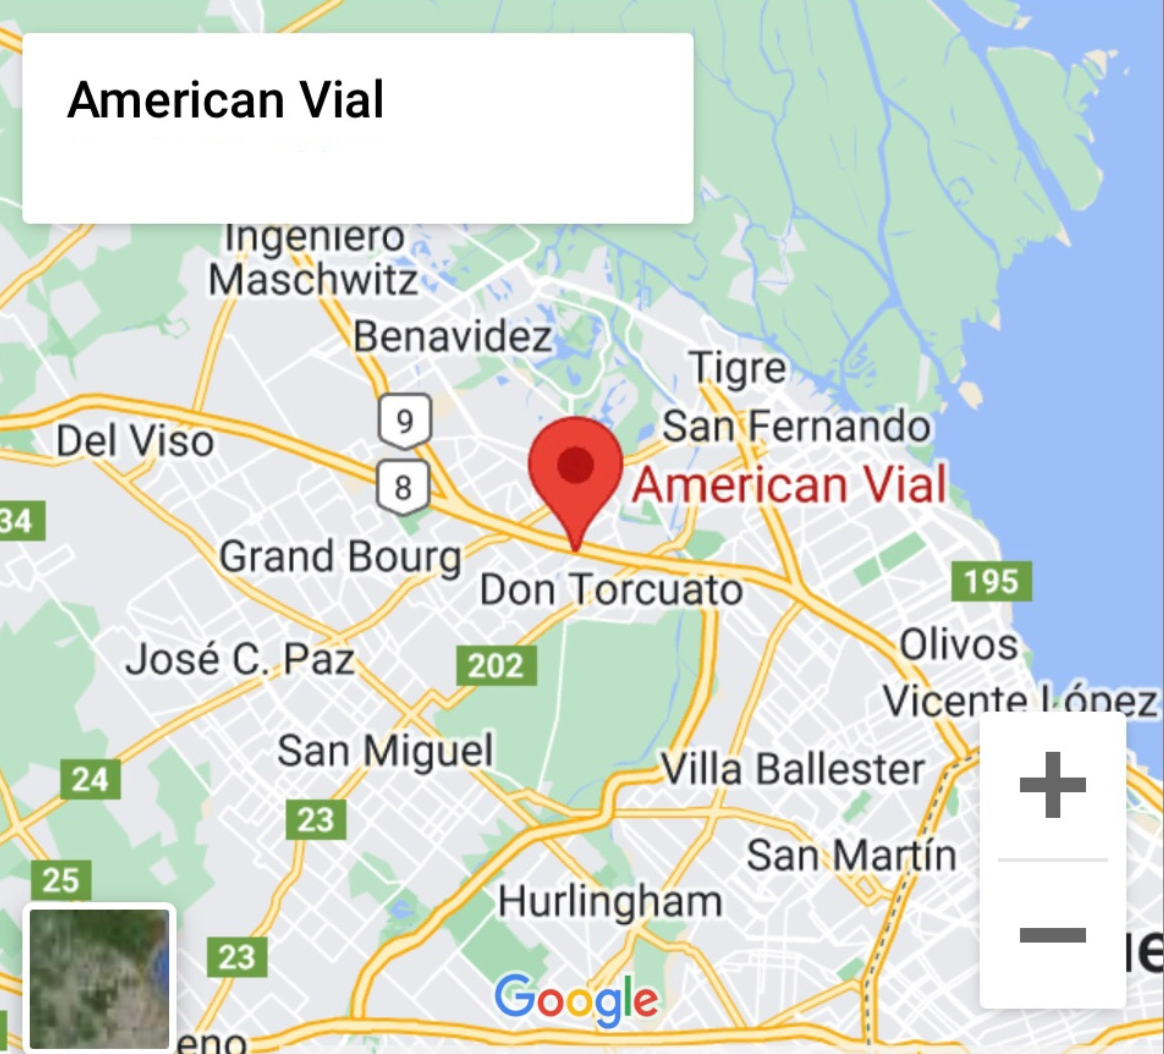 American Vial
Ingeniero
Maschwitz
Benavidez
Tigre
9
San Fernando
Del Viso
8
American Vial
34
Grand Bourg
Don Torcuato
195
José C. Paz
202
Olivos
Vicente López
San Miguel
24
Villa Ballester
23
San Martín
25
Hurlingham
23
Google